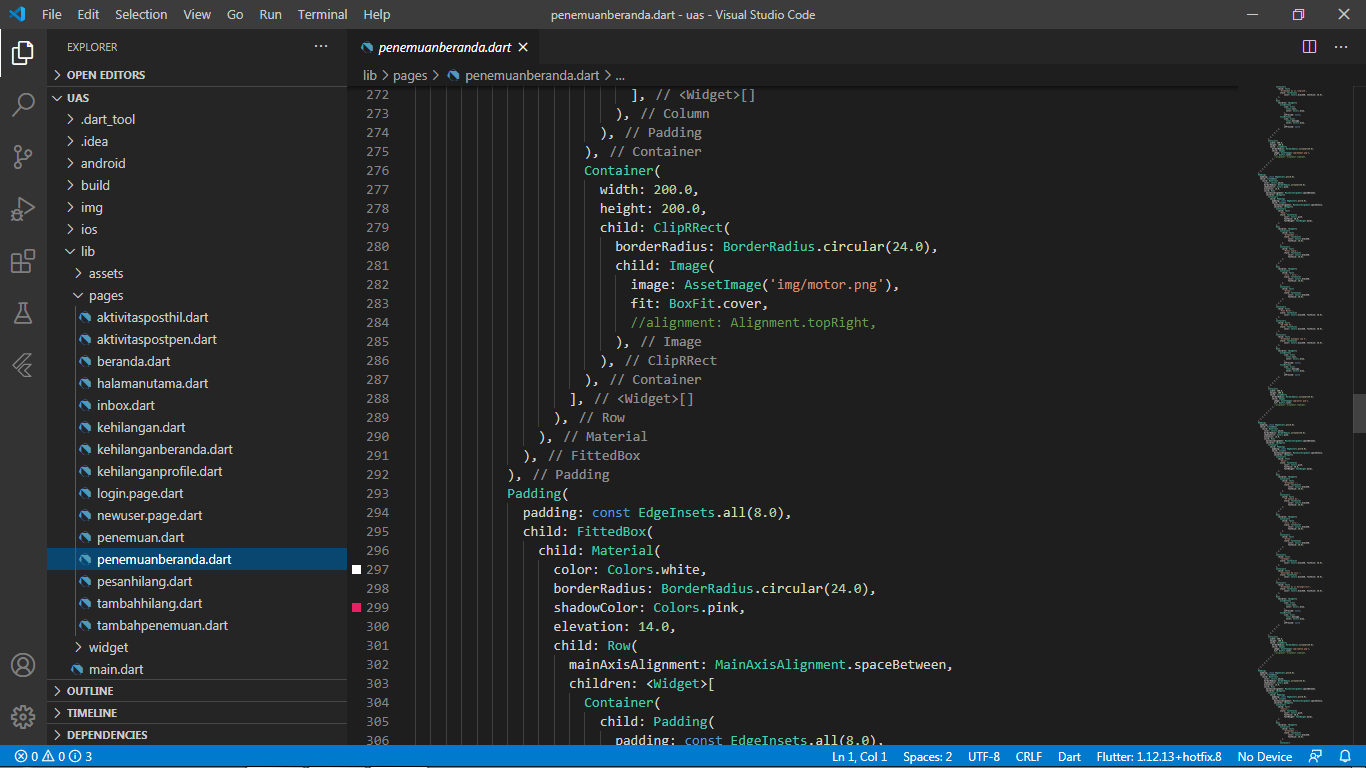 File Edit Selection View Go Run Terminal Help penemuanberanda.dart - uas - Visual Studio Code
EXPLORER
OPEN EDITORS
UAS
.dart_tool
.idea
android
build
img
ios
lib
assets
pages
aktivitasposthil.dart
aktivitastpostpen.dart
beranda.dart
halamanutama.dart
inbox.dart
kehilangan.dart
kehilanganberanda.dart
kehilanganprofile.dart
login.page.dart
newuser.page.dart
penemuan.dart
penemuanberanda.dart
pesanhilang.dart
tambahhilang.dart
tambahpenemuan.dart
widget
main.dart
OUTLINE
TIMELINE
DEPENDENCIES
penemuanberanda.dart
lib > pages > penemuanberanda.dart > ...
272 ], // <Widget>[]
273 ), // Column
274 ), // Padding
275 ), // Container
276 Container(
277 width: 200.0,
278 height: 200.0,
279 child: ClipRRect(
280 borderRadius: BorderRadius.circular(24.0),
281 child: Image(
282 image: AssetImage('img/motor.png'),
283 fit: BoxFit.cover,
284 //alignment: Alignment.topRight,
285 ), // Image
286 ), // ClipRRect
287 ), // Container
288 ], // <Widget>[]
289 ), // Row
290 ), // Material
291 ), // FittedBox
292 ), // Padding
293 Padding(
294 padding: const EdgeInsets.all(8.0),
295 child: FittedBox(
296 child: Material(
297 color: Colors.white,
298 borderRadius: BorderRadius.circular(24.0),
299 shadowColor: Colors.pink,
300 elevation: 14.0,
301 child: Row(
302 mainAxisAlignment: MainAxisAlignment.spaceBetween,
303 children: <Widget>[
304 Container(
305 child: Padding(
306 padding: const EdgeInsets.all(8.0),
0 0 3 Ln 1, Col 1 Spaces: 2 UTF-8 CRLF Dart Flutter: 1.12.13+hotfix.8 No Device